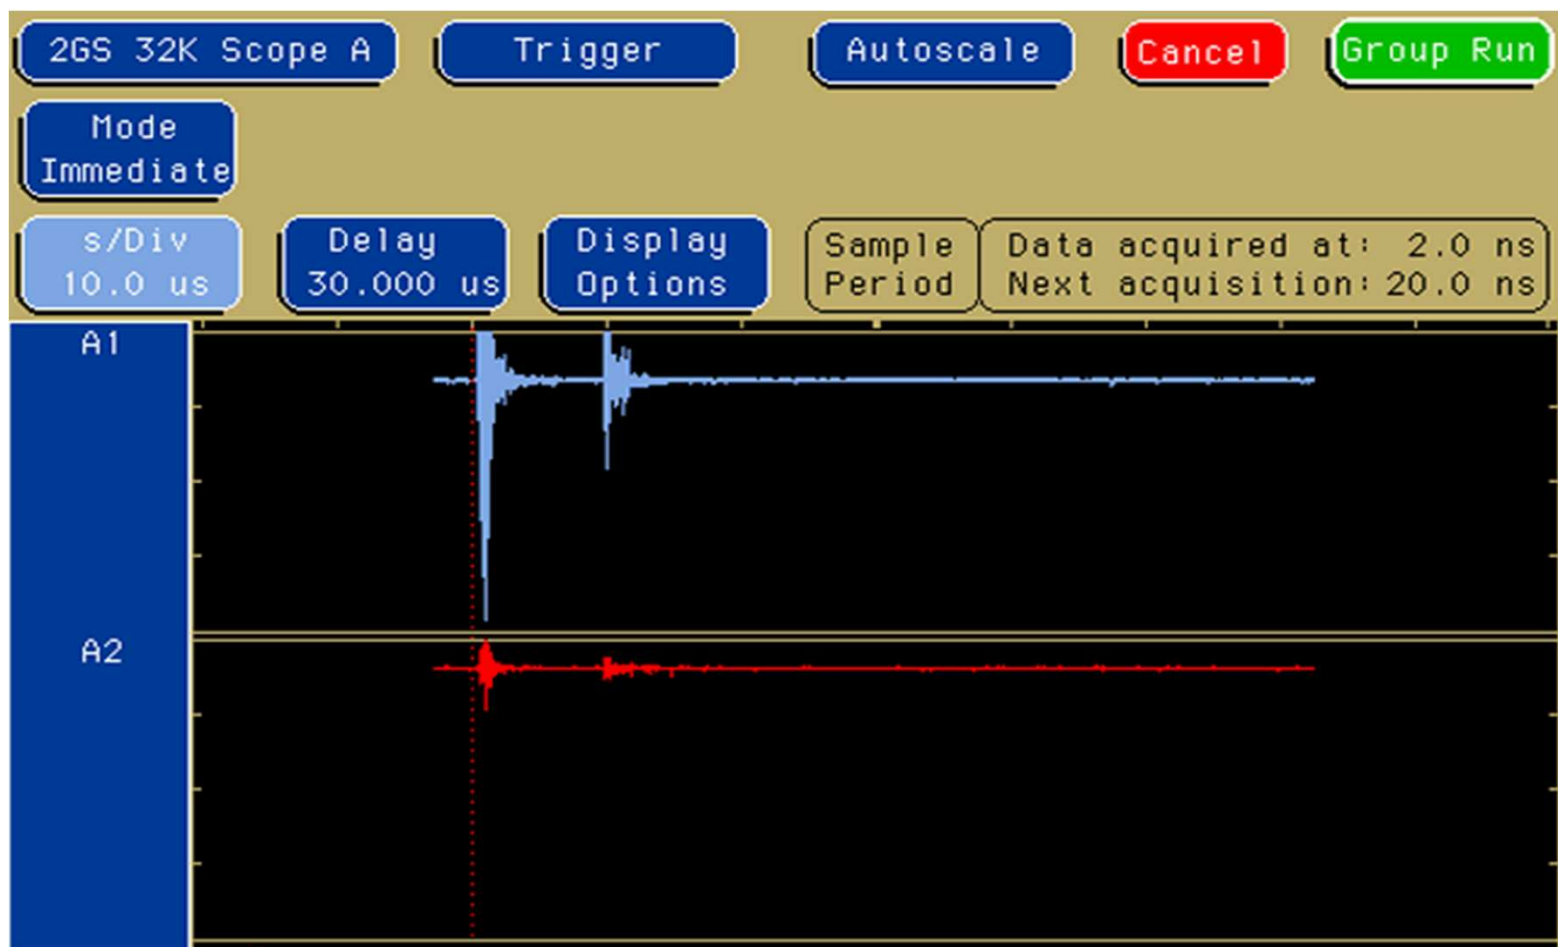 2GS 32K Scope A
Trigger
Autoscale
Cancel
Group Run
Mode
Immediate
s/Div
10.0 us
Delay
30.000 us
Display
Options
Sample
Period
Data acquired at: 2.0 ns
Next acquisition: 20.0 ns
A1
A2